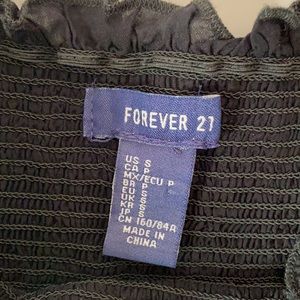 FOREVER 21
US S
CA P
MX/ECU P
BR P
EU S
UK S
KR S
JP S
CN 160/84A
MADE IN
CHINA